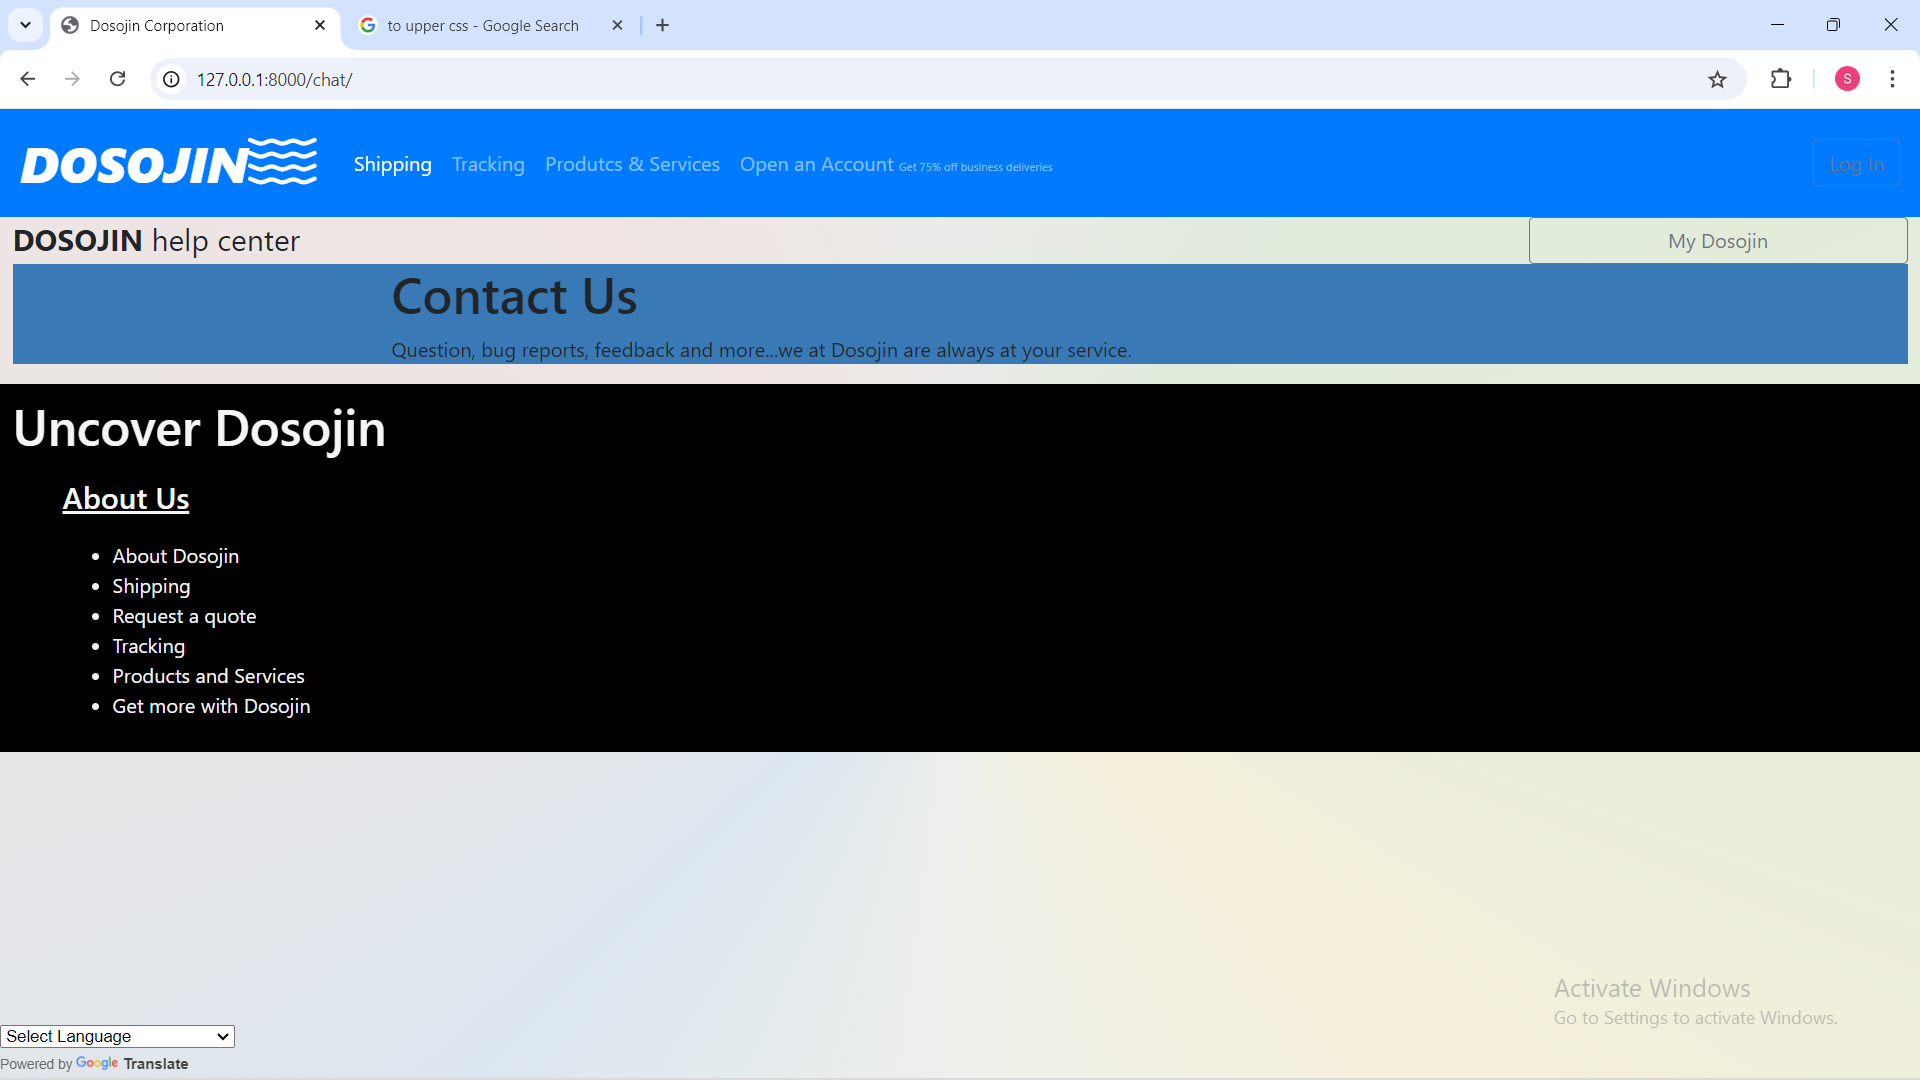 Dosojin Corporation
to upper css - Google Search
127.0.0.1:8000/chat/
S
DOSOJIN
Shipping
Tracking
Produtcs & Services
Open an Account Get 75% off business deliveries
Log In
DOSOJIN help center
My Dosojin
Contact Us
Question, bug reports, feedback and more...we at Dosojin are always at your service.
Uncover Dosojin
About Us
About Dosojin
Shipping
Request a quote
Tracking
Products and Services
Get more with Dosojin
Activate Windows
Go to Settings to activate Windows.
Select Language
Powered by Google Translate